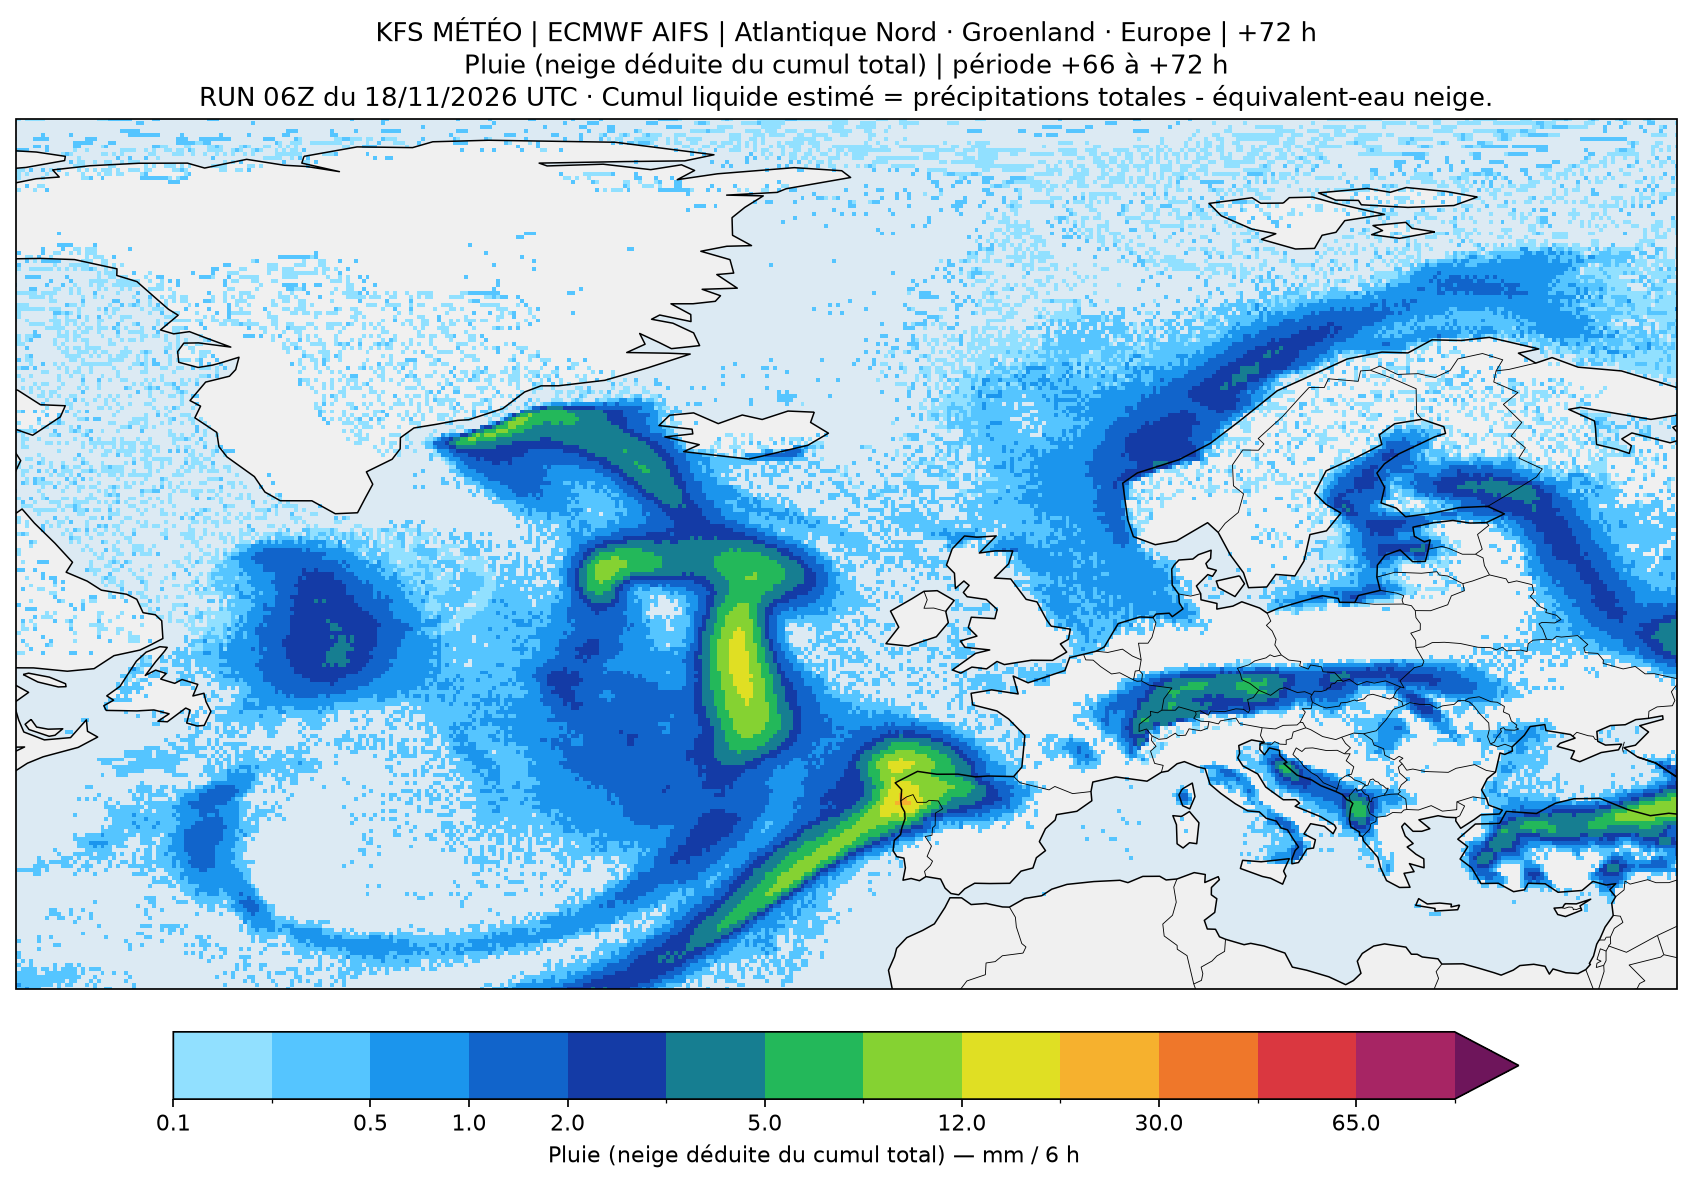 KFS MÉTÉO | ECMWF AIFS | Atlantique Nord · Groenland · Europe | +72 h
Pluie (neige déduite du cumul total) | période +66 à +72 h
RUN 06Z du 18/11/2026 UTC · Cumul liquide estimé = précipitations totales - équivalent-eau neige.
0.1 0.5 1.0 2.0 5.0 12.0 30.0 65.0
Pluie (neige déduite du cumul total) — mm / 6 h